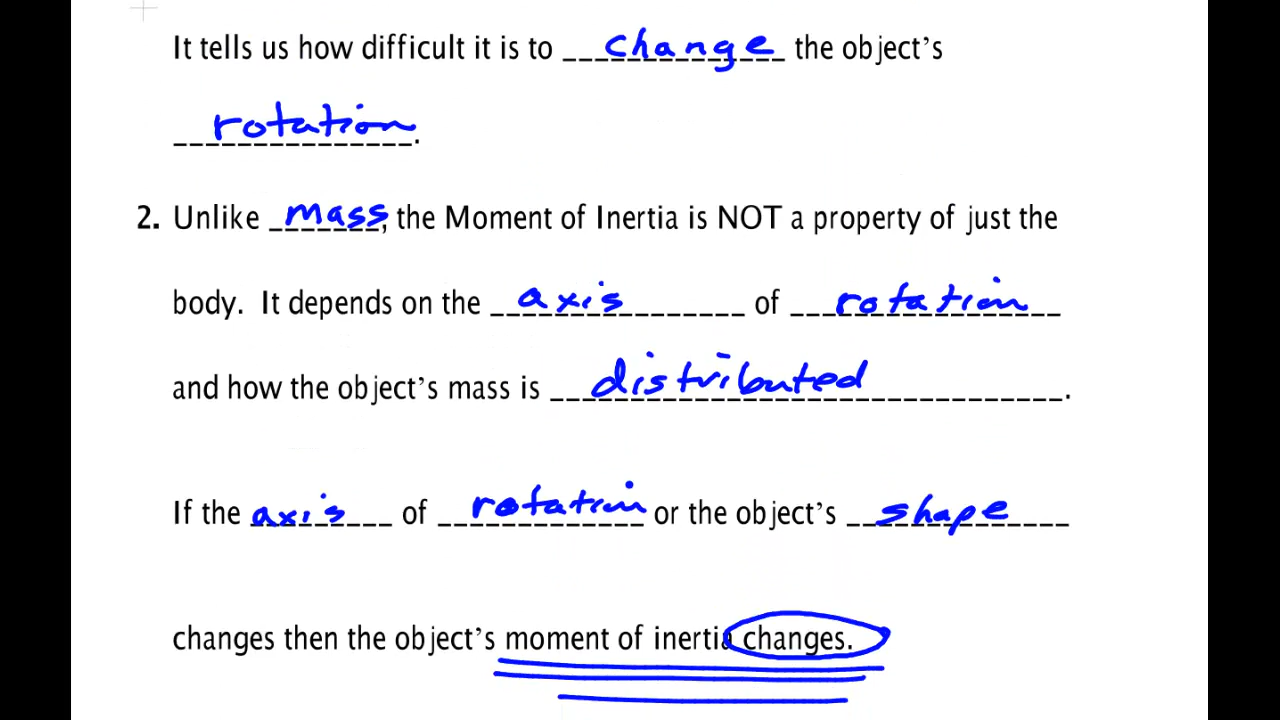 It tells us how difficult it is to change the object's
rotation.
2. Unlike mass, the Moment of Inertia is NOT a property of just the
body. It depends on the axis of rotation
and how the object's mass is distributed.
If the axis of rotation or the object's shape
changes then the object's moment of inertia changes.